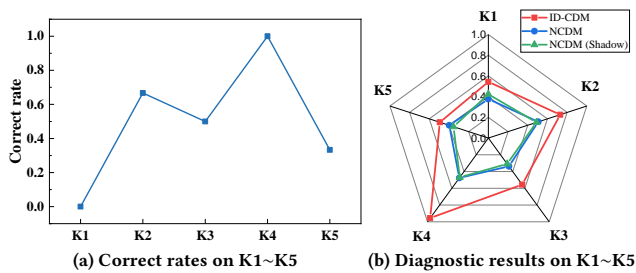 Correct rate
1.0
0.8
0.6
0.4
0.2
0.0
K1
K2
K3
K4
K5
(a) Correct rates on K1~K5
ID-CDM
NCDM
NCDM (Shadow)
K1
1.0
0.8
0.6
0.4
0.2
0.0
K2
K3
K4
K5
(b) Diagnostic results on K1~K5